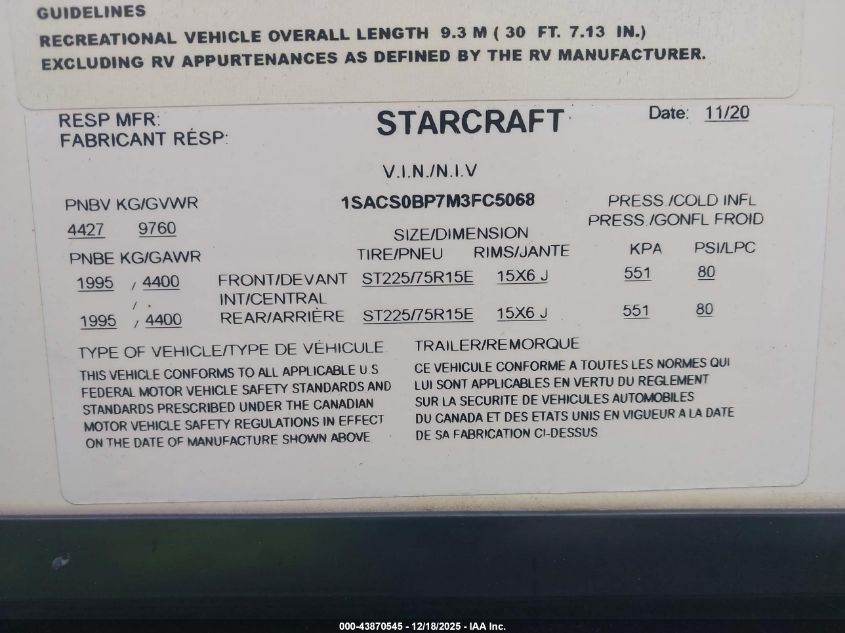 GUIDELINES
RECREATIONAL VEHICLE OVERALL LENGTH 9.3 M ( 30 FT. 7.13 IN.)
EXCLUDING RV APPURTENANCES AS DEFINED BY THE RV MANUFACTURER.
RESP MFR: STARCRAFT Date: 11/20
FABRICANT RÉSP:
V.I.N./N.I.V
PNBV KG/GVWR 1SACS0BP7M3FC5068 PRESS /COLD INFL
4427 9760 SIZE/DIMENSION PRESS /GONFL FROID
PNBE KG/GAWR TIRE/PNEU RIMS/JANTE KPA PSI/LPC
1995 / 4400 FRONT/DEVANT ST225/75R15E 15X6 J 551 80
/ . INT/CENTRAL
1995 / 4400 REAR/ARRIÈRE ST225/75R15E 15X6 J 551 80
TYPE OF VEHICLE/TYPE DE VÉHICULE TRAILER/REMORQUE
THIS VEHICLE CONFORMS TO ALL APPLICABLE U S
FEDERAL MOTOR VEHICLE SAFETY STANDARDS AND
STANDARDS PRESCRIBED UNDER THE CANADIAN
MOTOR VEHICLE SAFETY REGULATIONS IN EFFECT
ON THE DATE OF MANUFACTURE SHOWN ABOVE
CE VEHICULE CONFORME A TOUTES LES NORMES QUI
LUI SONT APPLICABLES EN VERTU DU REGLEMENT
SUR LA SECURITE DE VEHICULES AUTOMOBILES
DU CANADA ET DES ETATS UNIS EN VIGUEUR A LA DATE
DE SA FABRICATION CI-DESSUS
000-43870545 - 12/18/2025 - IAA Inc.